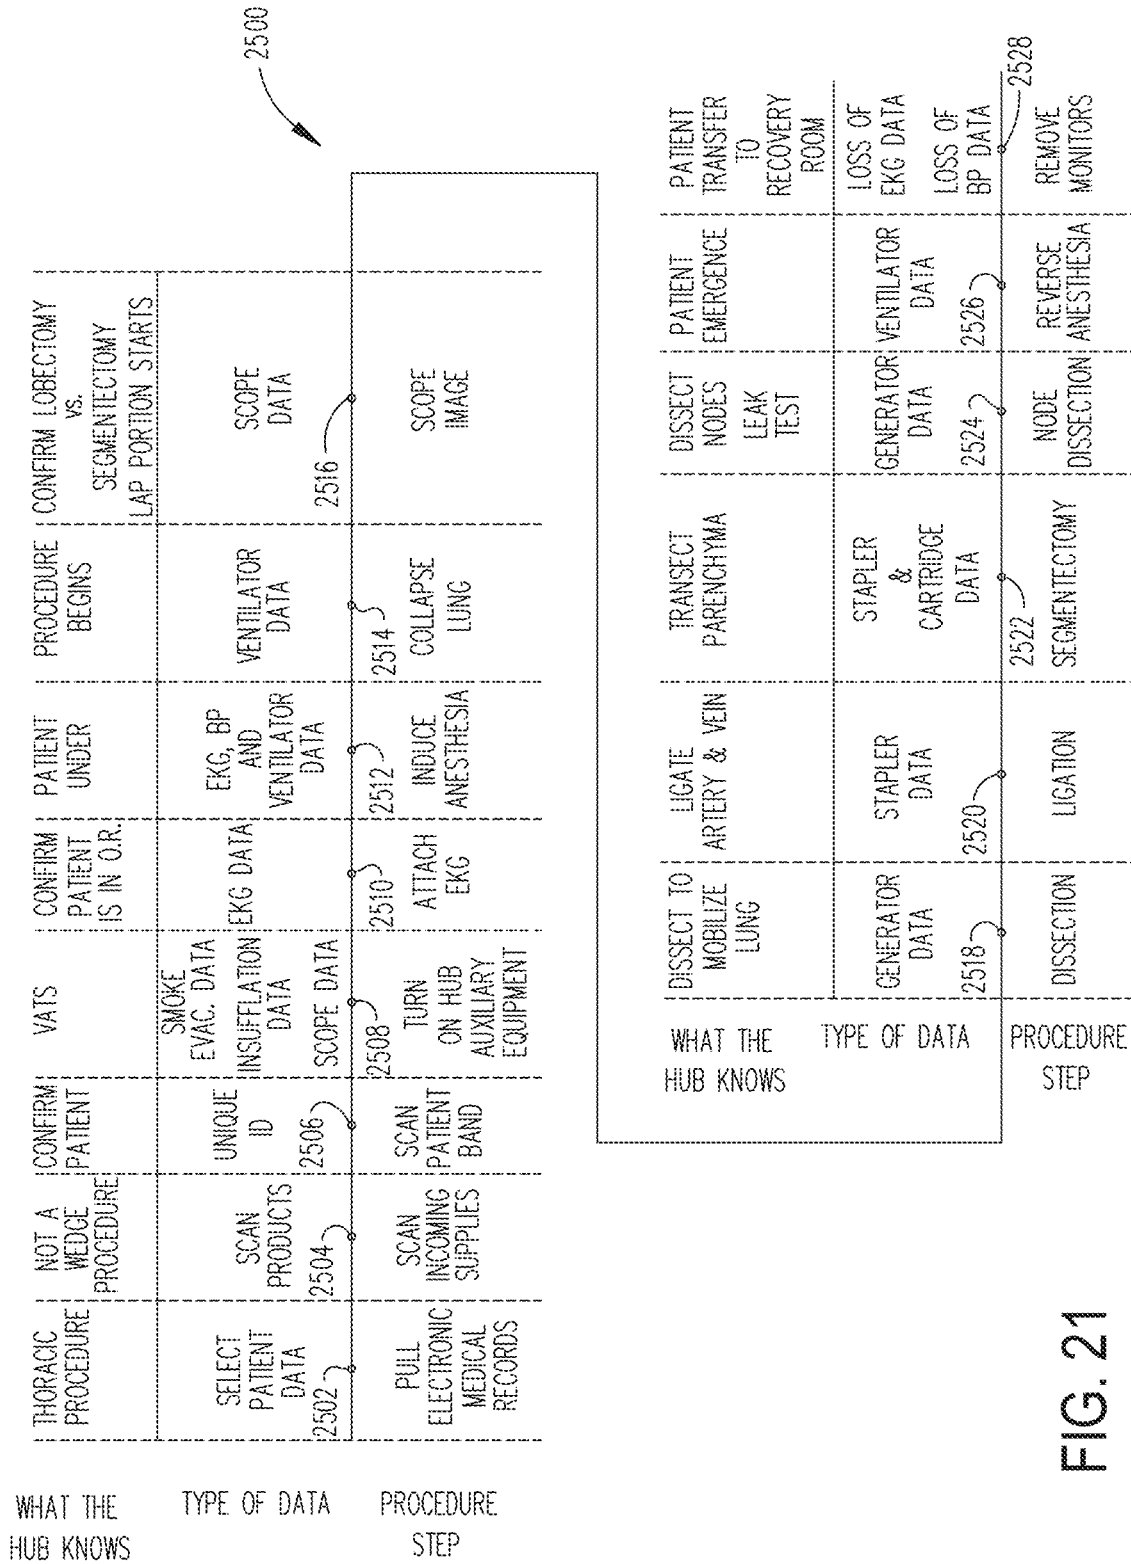 2500
WHAT THE
HUB KNOWS
THORACIC
PROCEDURE
NOT A
WEDGE
PROCEDURE
CONFIRM
PATIENT
VATS
CONFIRM
PATIENT
IS IN O.R.
PATIENT
UNDER
PROCEDURE
BEGINS
CONFIRM LOBECTOMY
VS.
SEGMENTECTOMY
LAP PORTION STARTS
TYPE OF DATA
SELECT
PATIENT
DATA
2502
SCAN
PRODUCTS
2504
UNIQUE
ID
2506
SMOKE
EVAC. DATA
INSUFFLATION
DATA
SCOPE DATA
2508
EKG DATA
2510
EKG, BP
AND
VENTILATOR
DATA
2512
VENTILATOR
DATA
2514
SCOPE
DATA
2516
PROCEDURE
STEP
PULL
ELECTRONIC
MEDICAL
RECORDS
SCAN
INCOMING
SUPPLIES
SCAN
PATIENT
BAND
TURN
ON HUB
AUXILIARY
EQUIPMENT
ATTACH
EKG
INDUCE
ANESTHESIA
COLLAPSE
LUNG
SCOPE
IMAGE
WHAT THE
HUB KNOWS
DISSECT TO
MOBILIZE
LUNG
LIGATE
ARTERY & VEIN
TRANSECT
PARENCHYMA
DISSECT
NODES
LEAK
TEST
PATIENT
EMERGENCE
PATIENT
TRANSFER
TO
RECOVERY
ROOM
TYPE OF DATA
GENERATOR
DATA
2518
STAPLER
DATA
2520
STAPLER
&
CARTRIDGE
DATA
2522
GENERATOR
DATA
2524
VENTILATOR
DATA
2526
LOSS OF
EKG DATA
LOSS OF
BP DATA
2528
PROCEDURE
STEP
DISSECTION
LIGATION
SEGMENTECTOMY
NODE
DISSECTION
REVERSE
ANESTHESIA
REMOVE
MONITORS
FIG. 21